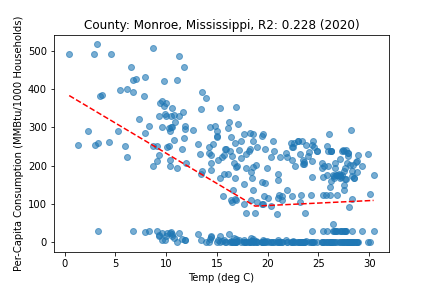 County: Monroe, Mississippi, R2: 0.228 (2020)
Per-Capita Consumption (MMBtu/1000 Households)
500
400
300
200
100
0
0 5 10 15 20 25 30
Temp (deg C)